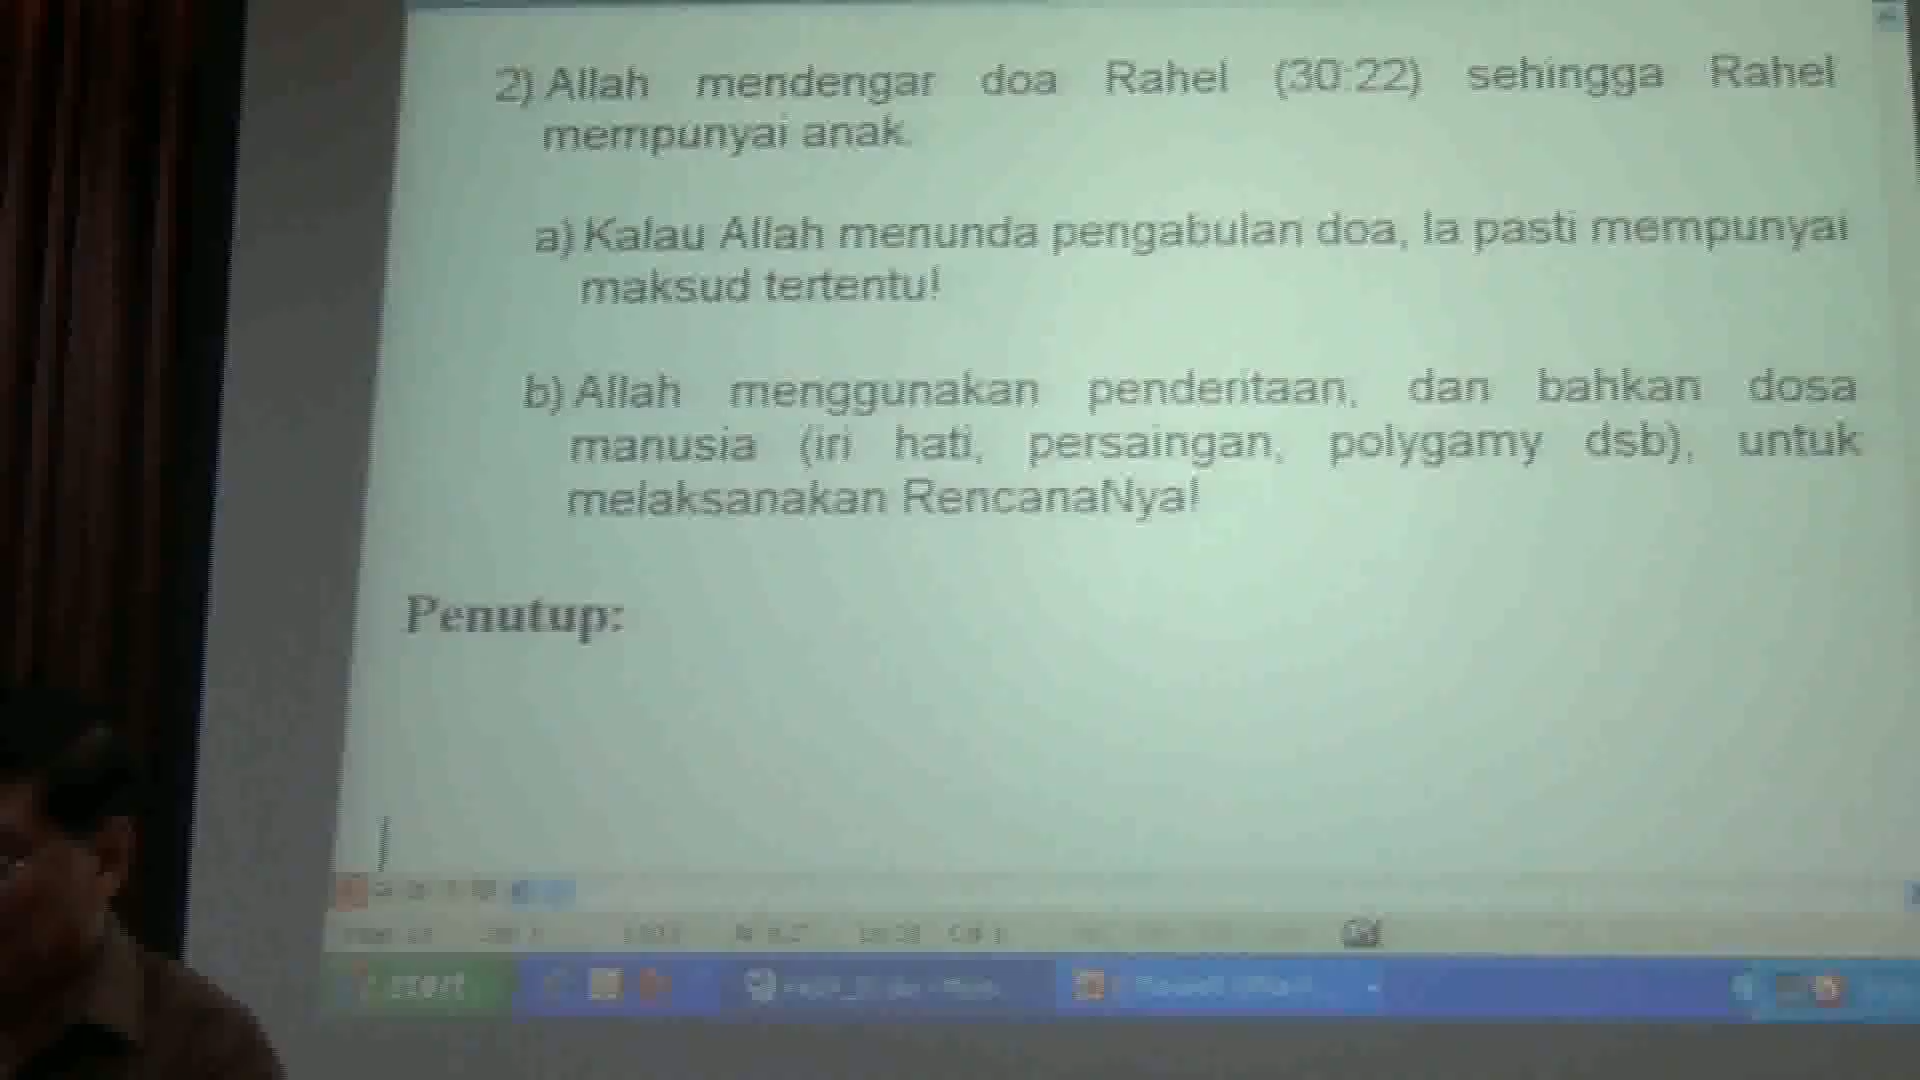 2) Allah mendengar doa Rahel (30:22) sehingga Rahel
mempunyai anak.
a) Kalau Allah menunda pengabulan doa, Ia pasti mempunyai
maksud tertentu!
b) Allah menggunakan penderitaan, dan bahkan dosa
manusia (iri hati, persaingan, polygamy dsb), untuk
melaksanakan RencanaNya!
Penutup:
start